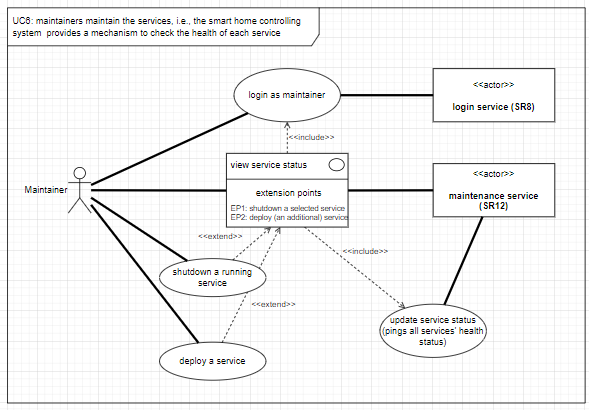 UC6: maintainers maintain the services, i.e., the smart home controlling
system provides a mechanism to check the health of each service
login as maintainer
<<actor>>
login service (SR8)
<<include>>
view service status
extension points
EP1: shutdown a selected service
EP2: deploy (an additional) service
<<actor>>
maintenance service
(SR12)
Maintainer
<<extend>>
<<include>>
shutdown a running
service
<<extend>>
update service status
(pings all services' health
status)
deploy a service